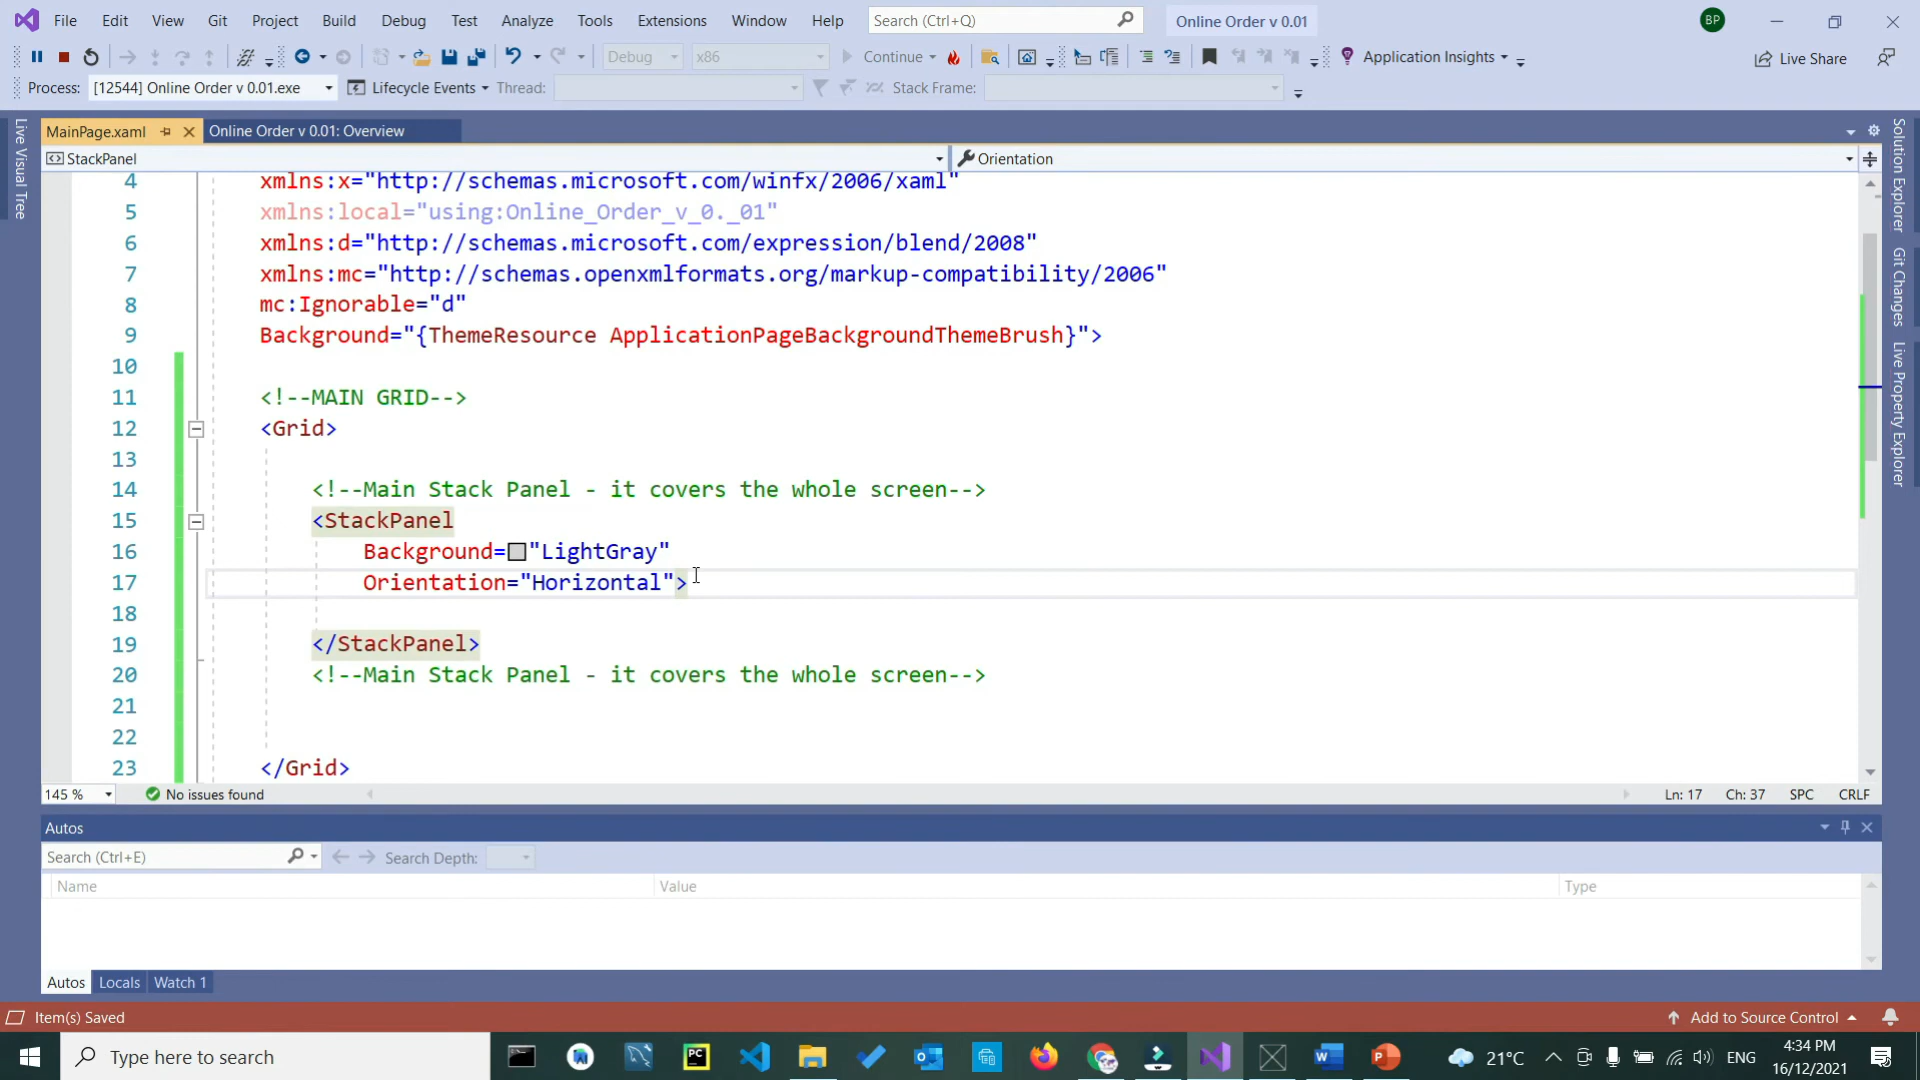 File Edit View Git Project Build Debug Test Analyze Tools Extensions Window Help Search (Ctrl+Q) Online Order v 0.01 BP
Debug x86 Continue Application Insights Live Share
Process: [12544] Online Order v 0.01.exe Lifecycle Events Thread: Stack Frame:
Live Visual Tree
MainPage.xaml Online Order v 0.01: Overview
StackPanel Orientation
4 xmlns:x="http://schemas.microsoft.com/winfx/2006/xaml"
5 xmlns:local="using:Online_Order_v_0._01"
6 xmlns:d="http://schemas.microsoft.com/expression/blend/2008"
7 xmlns:mc="http://schemas.openxmlformats.org/markup-compatibility/2006"
8 mc:Ignorable="d"
9 Background="{ThemeResource ApplicationPageBackgroundThemeBrush}">
10
11 <!--MAIN GRID-->
12 <Grid>
13
14 <!--Main Stack Panel - it covers the whole screen-->
15 <StackPanel
16 Background="LightGray"
17 Orientation="Horizontal">
18
19 </StackPanel>
20 <!--Main Stack Panel - it covers the whole screen-->
21
22
23 </Grid>
Solution Explorer
Git Changes
Live Property Explorer
145 % No issues found Ln: 17 Ch: 37 SPC CRLF
Autos
Search (Ctrl+E) Search Depth:
Name Value Type
Autos Locals Watch 1
Item(s) Saved Add to Source Control
Type here to search PC 21°C ENG 4:34 PM
16/12/2021